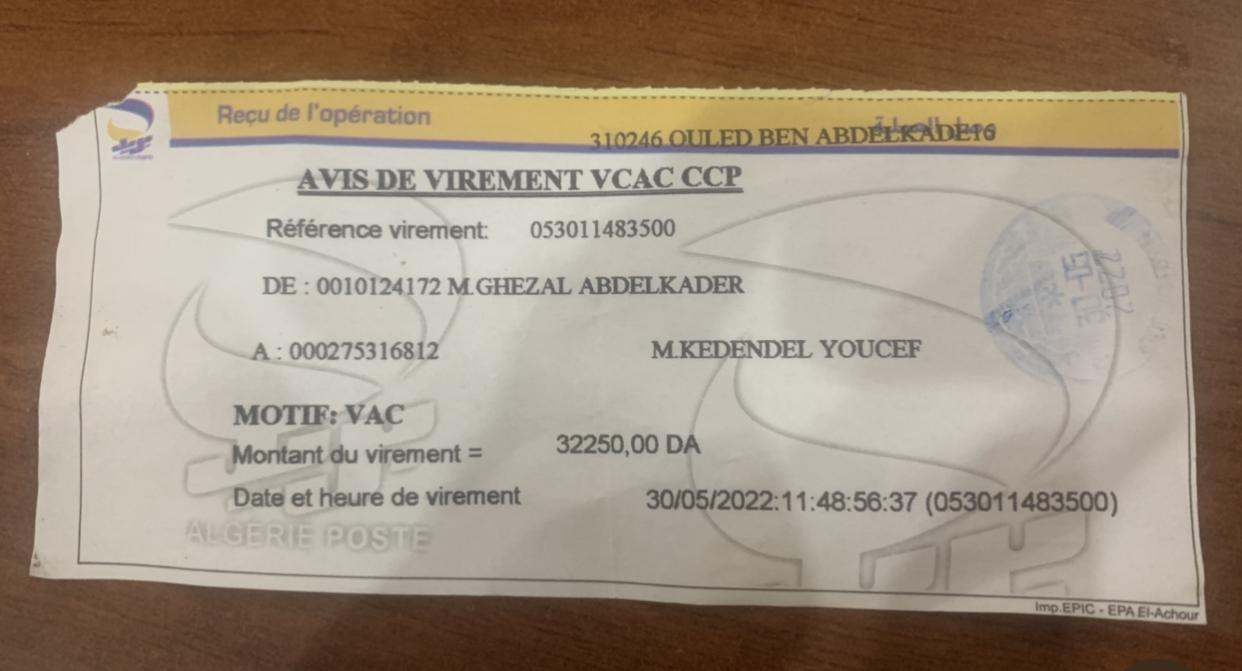 Reçu de l'opération
310246 OULED BEN ABDELKADE16
AVIS DE VIREMENT VCAC CCP
Référence virement: 053011483500
DE : 0010124172 M.GHEZAL ABDELKADER
A : 000275316812 M.KEDENDEL YOUCEF
MOTIF: VAC
Montant du virement = 32250,00 DA
Date et heure de virement 30/05/2022:11:48:56:37 (053011483500)
ALGERIE POSTE
Imp.EPIC - EPA El-Achour